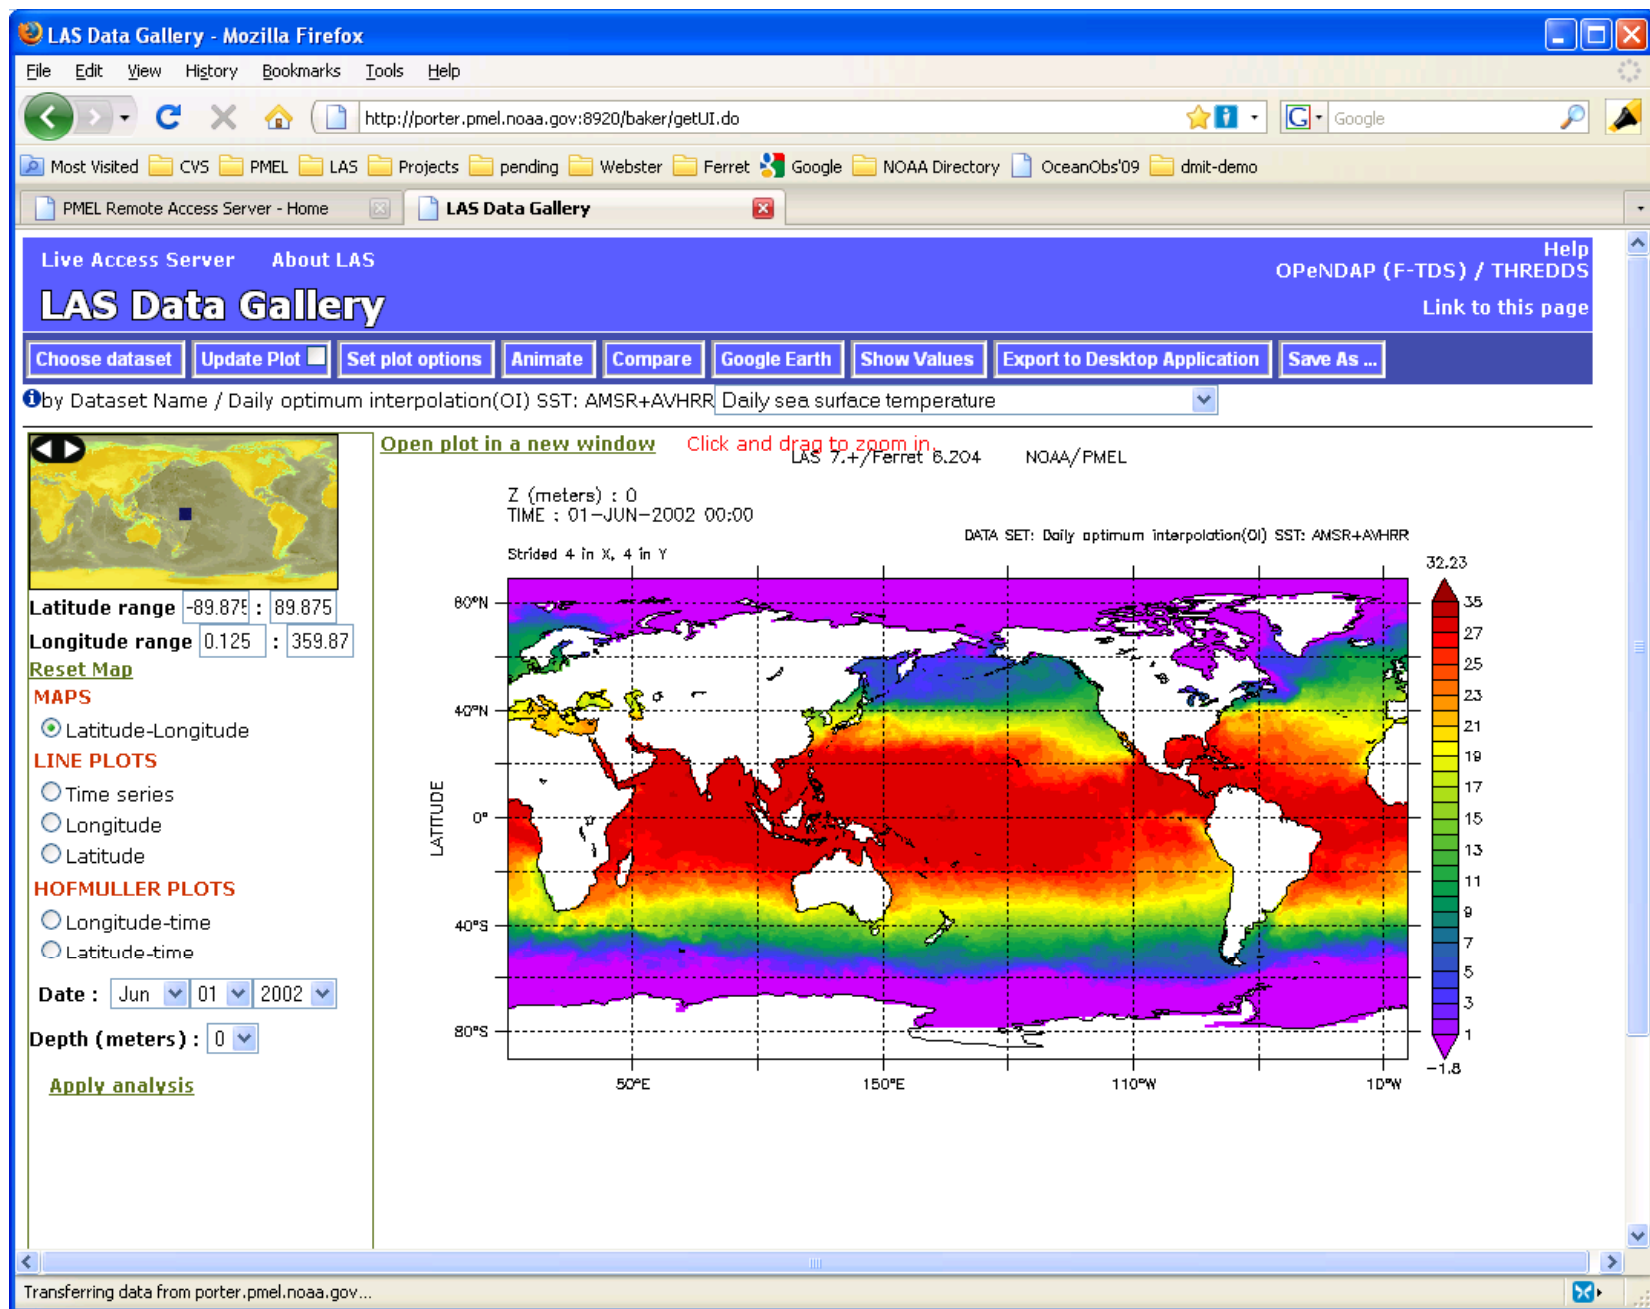 LAS Data Gallery - Mozilla Firefox
File Edit View History Bookmarks Tools Help
http://porter.pmel.noaa.gov:8920/baker/getUI.do
G Google
Most Visited CVS PMEL LAS Projects pending Webster Ferret Google NOAA Directory OceanObs'09 dmit-demo
PMEL Remote Access Server - Home LAS Data Gallery
Live Access Server About LAS Help
OPeNDAP (F-TDS) / THREDDS
LAS Data Gallery Link to this page
Choose dataset Update Plot Set plot options Animate Compare Google Earth Show Values Export to Desktop Application Save As ...
by Dataset Name / Daily optimum interpolation(OI) SST: AMSR+AVHRR Daily sea surface temperature
Open plot in a new window Click and drag to zoom in.
LAS 7.+/Ferret 6.204 NOAA/PMEL
Z (meters) : 0
TIME : 01-JUN-2002 00:00
DATA SET: Daily optimum interpolation(OI) SST: AMSR+AVHRR
Strided 4 in X, 4 in Y
Latitude range -89.875 : 89.875
Longitude range 0.125 : 359.87
Reset Map
MAPS
Latitude-Longitude
LINE PLOTS
Time series
Longitude
Latitude
HOFMULLER PLOTS
Longitude-time
Latitude-time
Date : Jun 01 2002
Depth (meters) : 0
Apply analysis
LATITUDE
80°N
40°N
0°
40°S
80°S
50°E 150°E 110°W 10°W
32.23
35
27
25
23
21
19
17
15
13
11
9
7
5
3
1
-1.8
Transferring data from porter.pmel.noaa.gov...